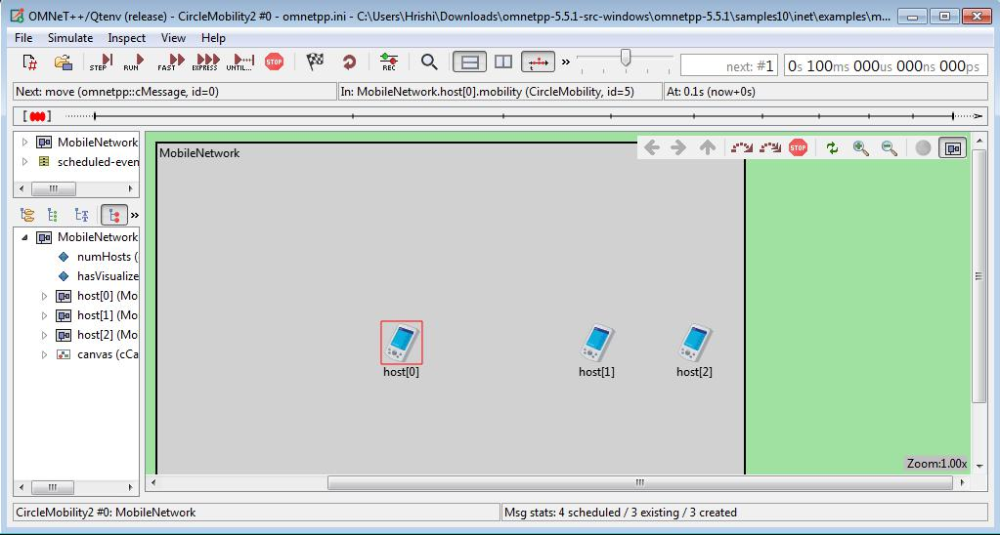 OMNeT++/Qtenv (release) - CircleMobility2 #0 - omnetpp.ini - C:\Users\Hrishi\Downloads\omnetpp-5.5.1-src-windows\omnetpp-5.5.1\samples10\inet\examples\m...
File Simulate Inspect View Help
STEP RUN FAST EXPRESS UNTIL... STOP REC » next: #1 0s 100ms 000us 000ns 000ps
Next: move (omnetpp::cMessage, id=0) In: MobileNetwork.host[0].mobility (CircleMobility, id=5) At: 0.1s (now+0s)
MobileNetwork
scheduled-even
»
MobileNetwork
numHosts (
hasVisualize
host[0] (Mo
host[1] (Mo
host[2] (Mo
canvas (cCa
MobileNetwork
STOP
host[0] host[1] host[2]
Zoom:1.00x
CircleMobility2 #0: MobileNetwork Msg stats: 4 scheduled / 3 existing / 3 created